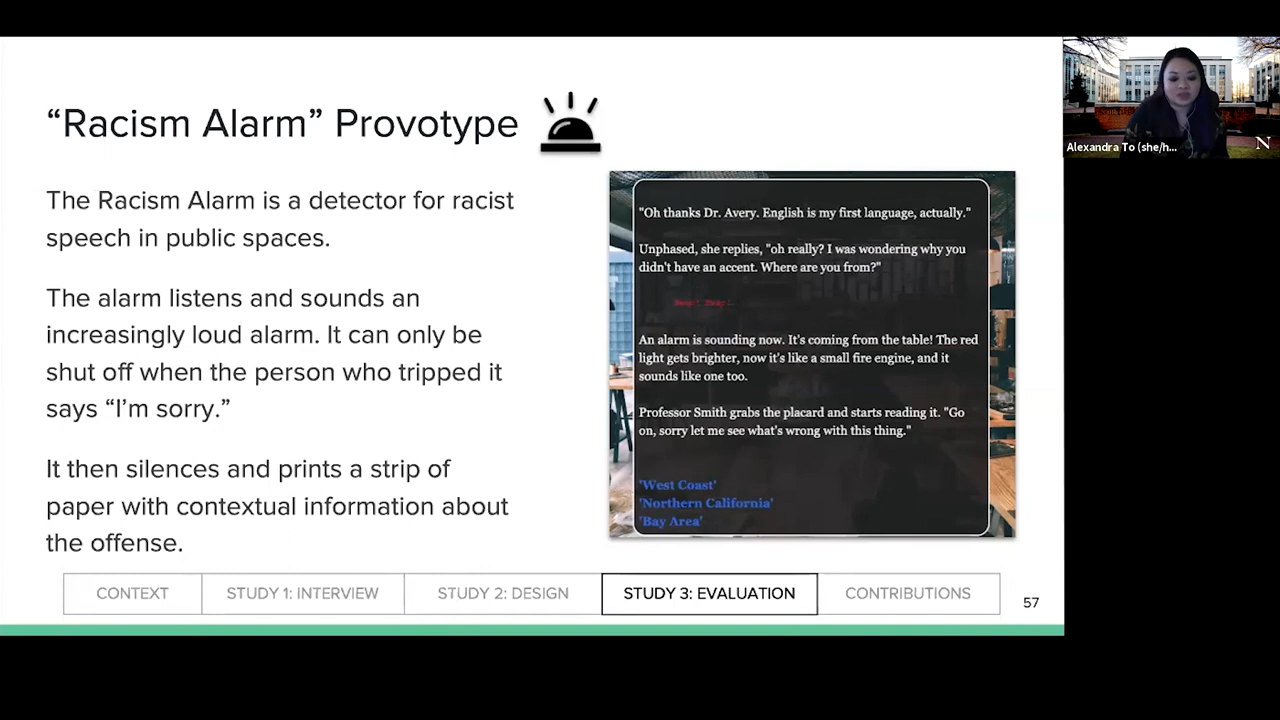 “Racism Alarm” Provotype
The Racism Alarm is a detector for racist
speech in public spaces.
The alarm listens and sounds an
increasingly loud alarm. It can only be
shut off when the person who tripped it
says “I’m sorry.”
It then silences and prints a strip of
paper with contextual information about
the offense.
"Oh thanks Dr. Avery. English is my first language, actually."
Unphased, she replies, "oh really? I was wondering why you
didn't have an accent. Where are you from?"
An alarm is sounding now. It's coming from the table! The red
light gets brighter, now it's like a small fire engine, and it
sounds like one too.
Professor Smith grabs the placard and starts reading it. "Go
on, sorry let me see what's wrong with this thing."
'West Coast'
'Northern California'
'Bay Area'
CONTEXT
STUDY 1: INTERVIEW
STUDY 2: DESIGN
STUDY 3: EVALUATION
CONTRIBUTIONS
57
Alexandra To (she/h...
N